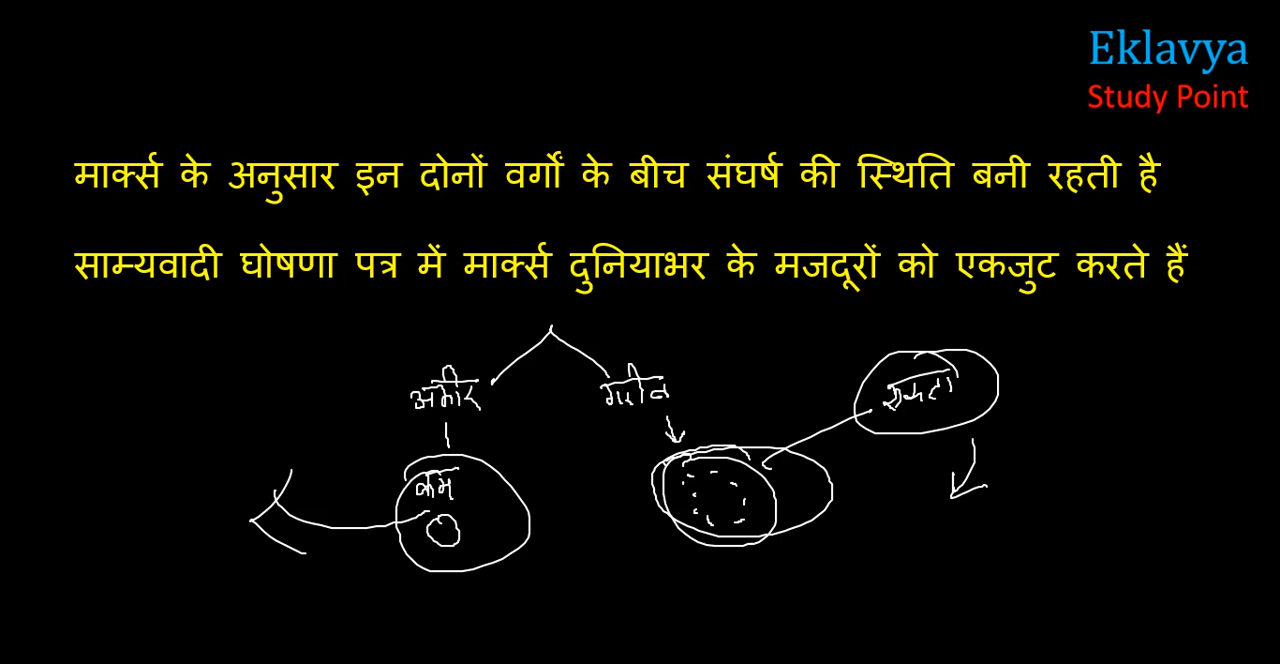 Eklavya
Study Point
मार्क्स के अनुसार इन दोनों वर्गों के बीच संघर्ष की स्थिति बनी रहती है
साम्यवादी घोषणा पत्र में मार्क्स दुनियाभर के मजदूरों को एकजुट करते हैं
अमीर गरीब एकता
कम